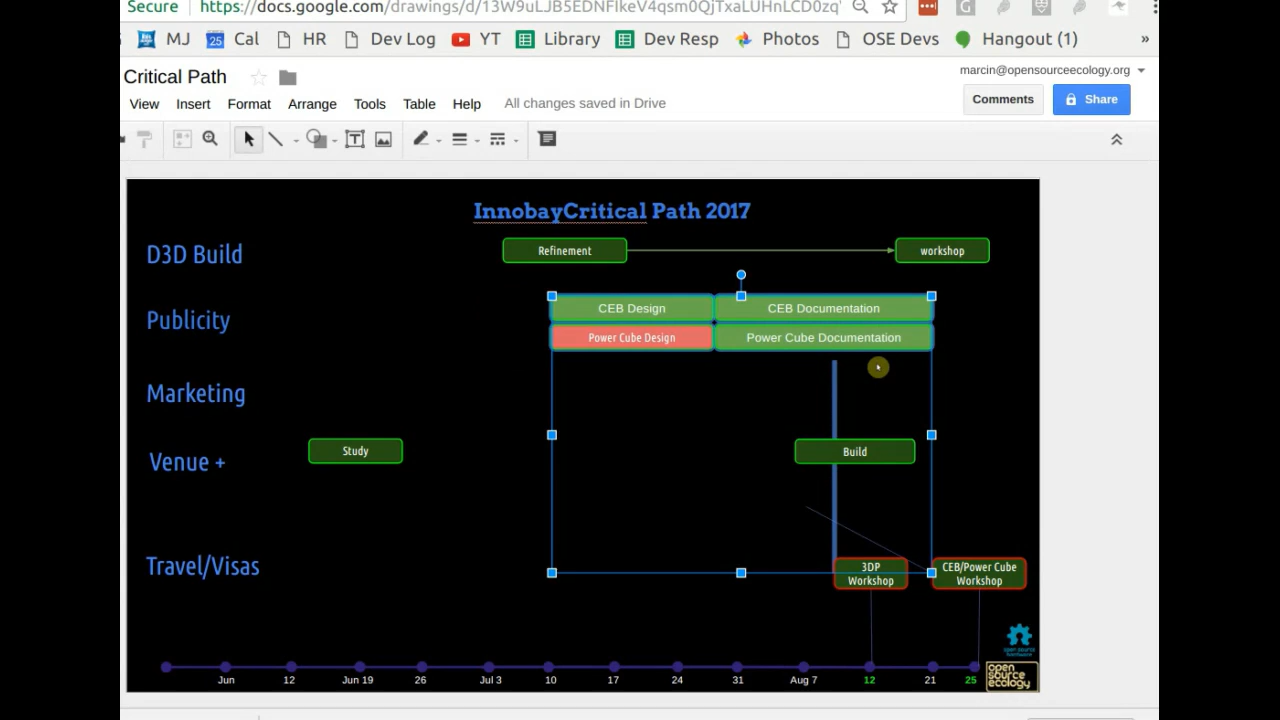 Secure https://docs.google.com/drawings/d/13W9uLJB5EDNFIkeV4qsm0QjTxaLUHnLCD0zq
MJ 25 Cal HR Dev Log YT Library Dev Resp Photos OSE Devs Hangout (1) »
Critical Path
marcin@opensourceecology.org
View Insert Format Arrange Tools Table Help All changes saved in Drive
Comments Share
InnobayCritical Path 2017
D3D Build
Refinement
workshop
Publicity
CEB Design
CEB Documentation
Power Cube Design
Power Cube Documentation
Marketing
Venue +
Study
Build
Travel/Visas
3DP
Workshop
CEB/Power Cube
Workshop
open source
hardware
open
source
ecology
Jun 12 Jun 19 26 Jul 3 10 17 24 31 Aug 7 12 21 25